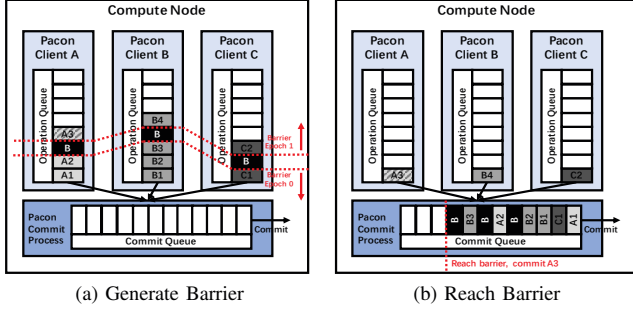 Compute Node
Pacon Client A
Pacon Client B
Pacon Client C
Operation Queue
A3
B
A2
A1
Operation Queue
B4
B
B3
B2
B1
Operation Queue
C2
B
C1
Barrier Epoch 1
Barrier Epoch 0
Pacon Commit Process
Commit Queue
Commit
(a) Generate Barrier
Compute Node
Pacon Client A
Pacon Client B
Pacon Client C
Operation Queue
A3
Operation Queue
B4
Operation Queue
C2
Pacon Commit Process
B B3 B A2 B B2 B1 C1 A1
Commit Queue
Commit
Reach barrier, commit A3
(b) Reach Barrier